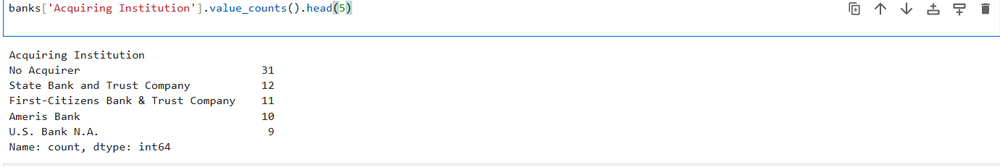 banks['Acquiring Institution'].value_counts().head(5)
Acquiring Institution
No Acquirer                            31
State Bank and Trust Company           12
First-Citizens Bank & Trust Company    11
Ameris Bank                            10
U.S. Bank N.A.                          9
Name: count, dtype: int64